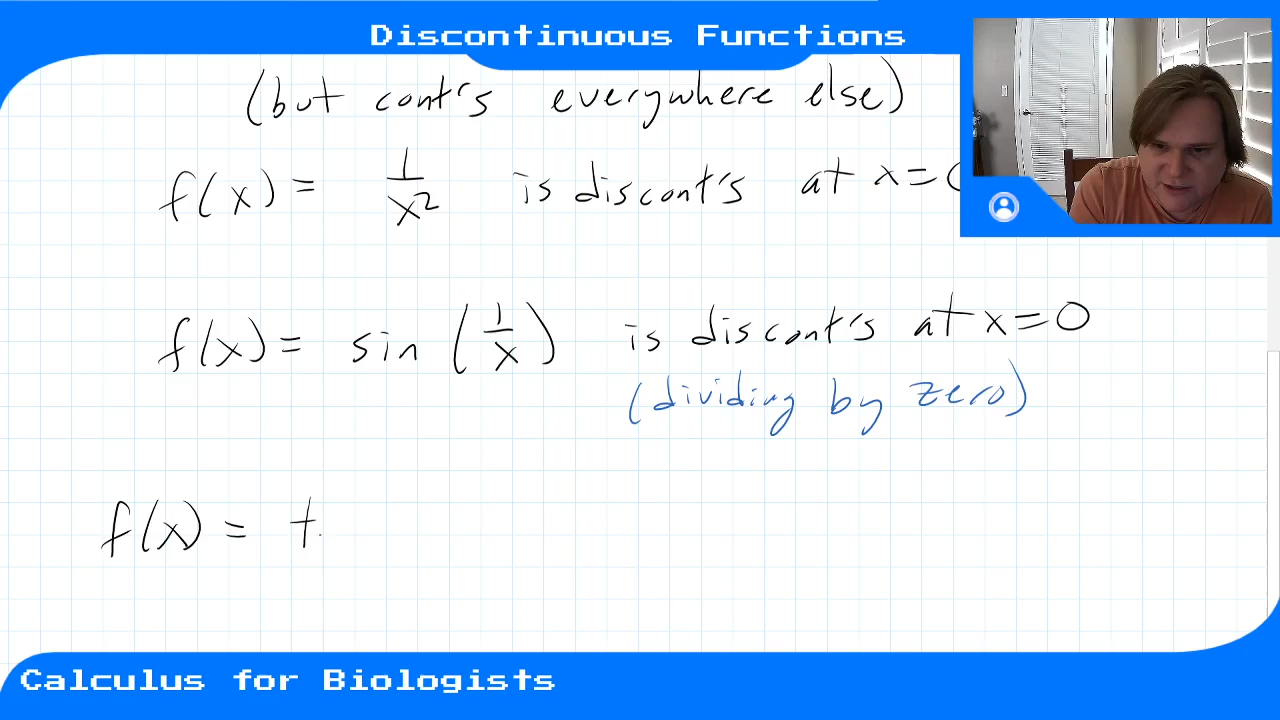 Discontinuous Functions
(but cont's everywhere else)
f(x) = 1/x² is discont's at x=0
f(x) = sin (1/x) is discont's at x=0
(dividing by zero)
f(x) = t
Calculus for Biologists